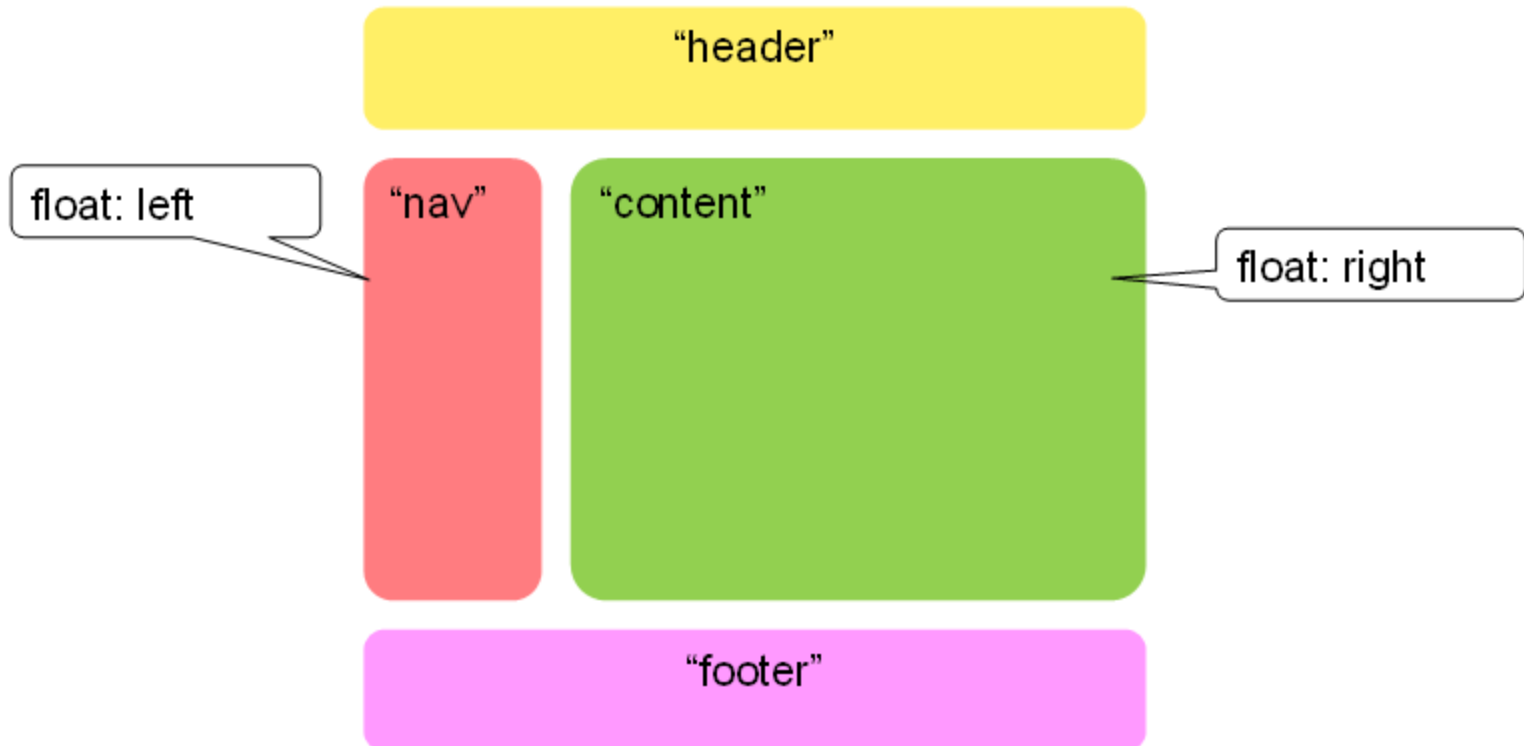 “header”
float: left
“nav”
“content”
float: right
“footer”